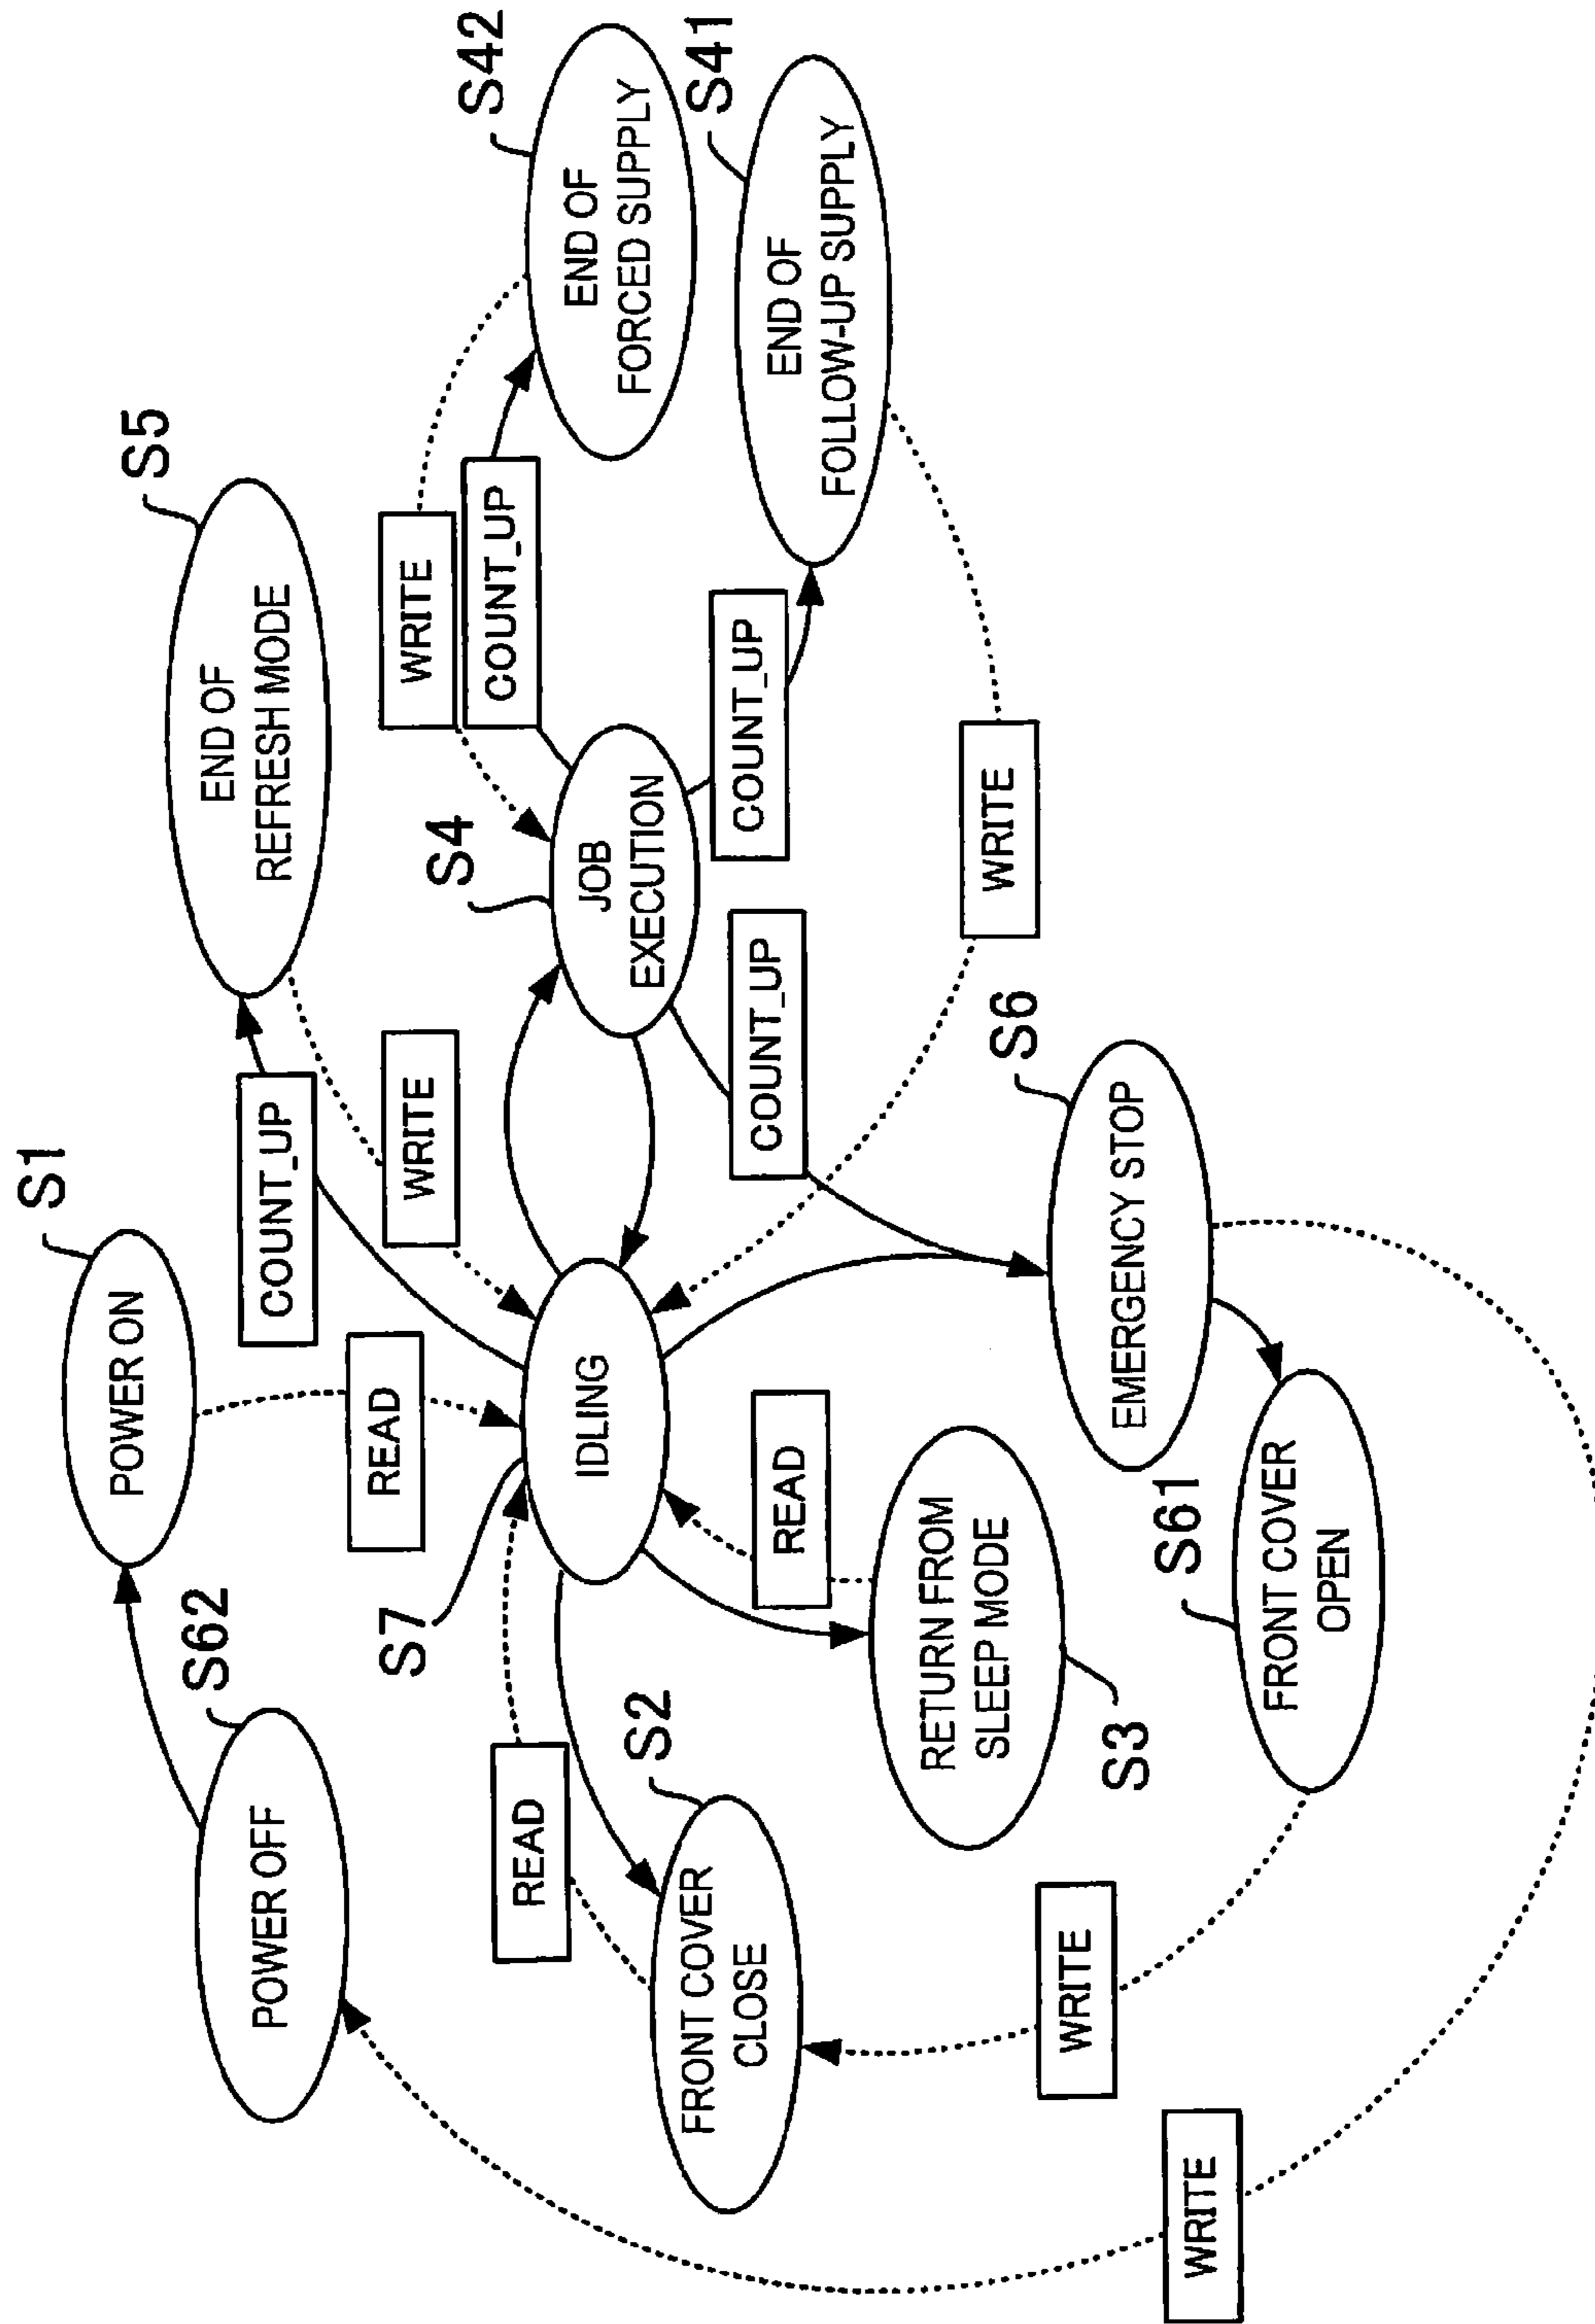 S1
POWER ON
S62
POWER OFF
COUNT_UP
S5
END OF
REFRESH MODE
READ
WRITE
S7
IDLING
READ
S2
FRONT COVER
CLOSE
S4
JOB
EXECUTION
WRITE
COUNT_UP
S42
END OF
FORCED SUPPLY
COUNT_UP
S41
END OF
FOLLOW-UP SUPPLY
COUNT_UP
WRITE
READ
RETURN FROM
SLEEP MODE
S3
S6
EMERGENCY STOP
S61
FRONT COVER
OPEN
WRITE
WRITE